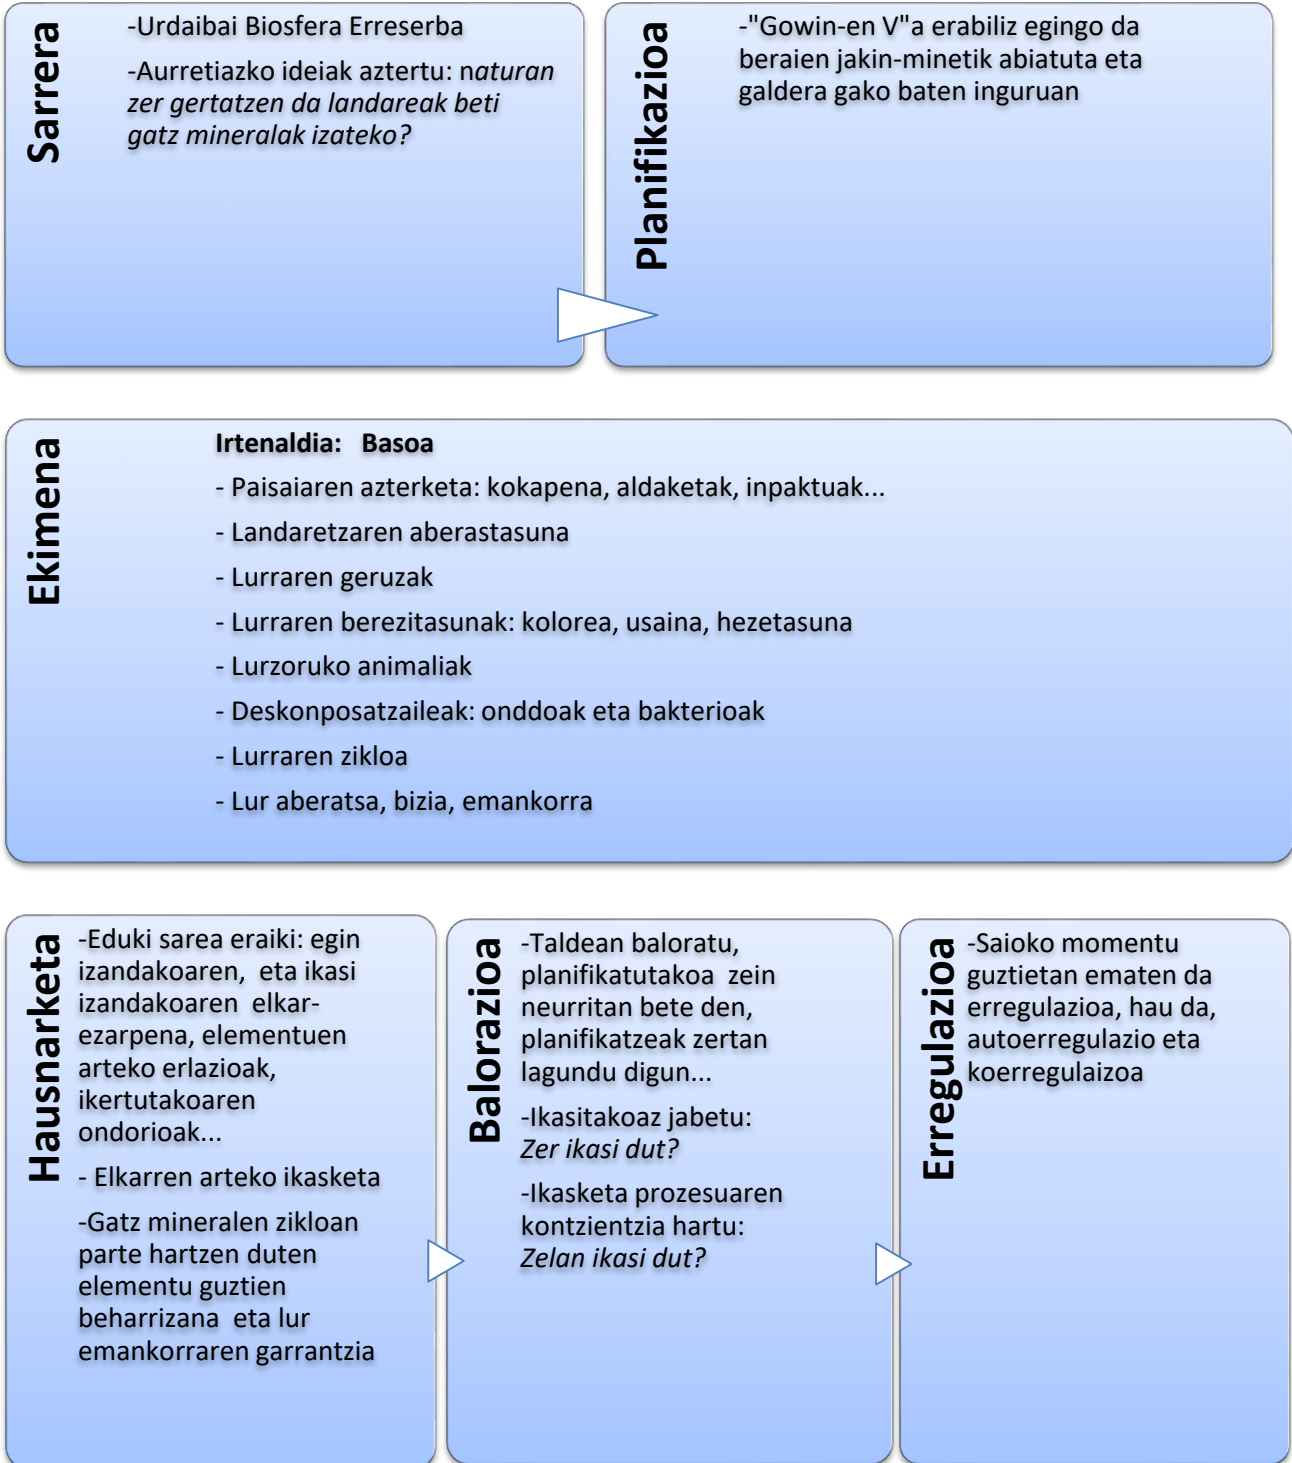 Sarrera
-Urdaibai Biosfera Erreserba
-Aurretiazko ideiak aztertu: naturan
zer gertatzen da landareak beti
gatz mineralak izateko?
Planifikazioa
-"Gowin-en V"a erabiliz egingo da
beraien jakin-minetik abiatuta eta
galdera gako baten inguruan
Ekimena
Irtenaldia: Basoa
- Paisaiaren azterketa: kokapena, aldaketak, inpaktuak...
- Landaretzaren aberastasuna
- Lurraren geruzak
- Lurraren berezitasunak: kolorea, usaina, hezetasuna
- Lurzoruko animaliak
- Deskonposatzaileak: onddoak eta bakterioak
- Lurraren zikloa
- Lur aberatsa, bizia, emankorra
Hausnarketa
-Eduki sarea eraiki: egin
izandakoaren, eta ikasi
izandakoaren elkar-
ezarpena, elementuen
arteko erlazioak,
ikertutakoaren
ondorioak...
- Elkarren arteko ikasketa
-Gatz mineralen zikloan
parte hartzen duten
elementu guztien
beharrizana eta lur
emankorraren garrantzia
Balorazioa
-Taldean baloratu,
planifikatutakoa zein
neurritan bete den,
planifikatzeak zertan
lagundu digun...
-Ikasitakoaz jabetu:
Zer ikasi dut?
-Ikasketa prozesuaren
kontzientzia hartu:
Zelan ikasi dut?
Erregulazioa
-Saioko momentu
guztietan ematen da
erregulazioa, hau da,
autoerregulazio eta
koerregulaizoa